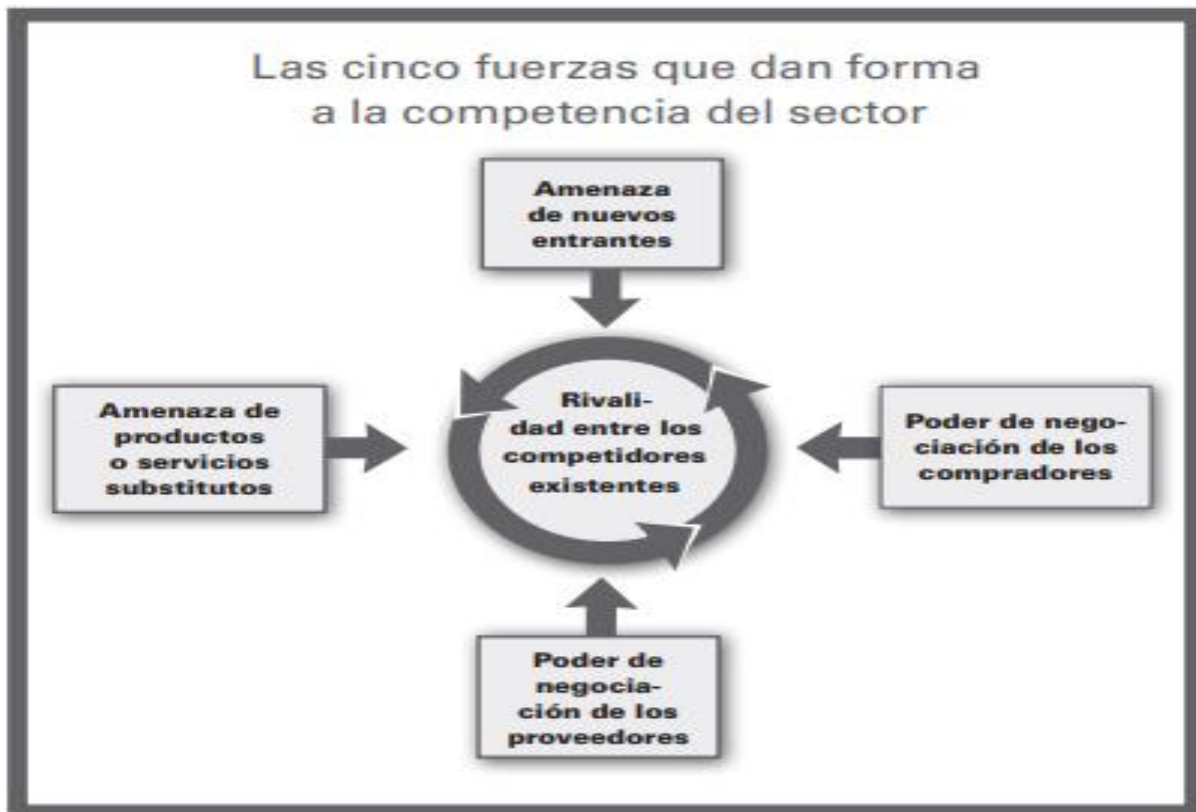 Las cinco fuerzas que dan forma
a la competencia del sector
Amenaza
de nuevos
entrantes
Amenaza de
productos
o servicios
substitutos
Rivali-
dad entre los
competidores
existentes
Poder de nego-
ciación de los
compradores
Poder de
negocia-
ción de los
proveedores